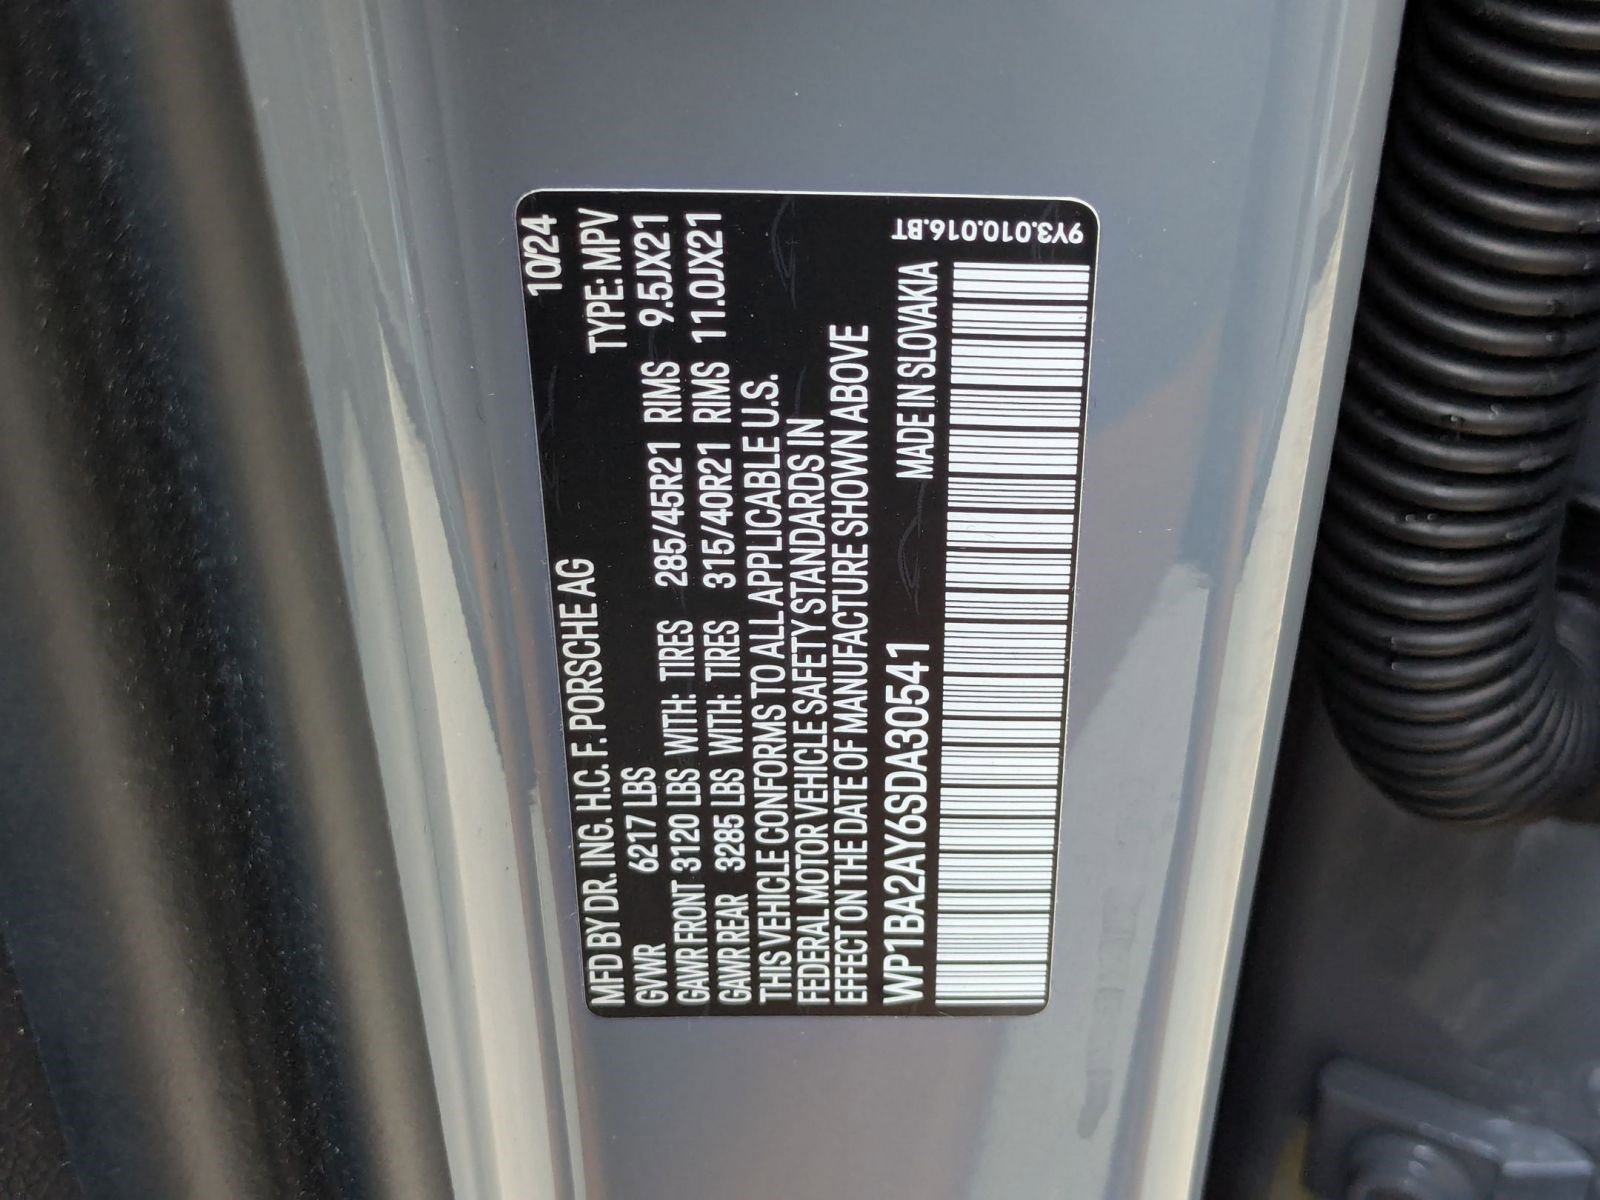 10/24
MFD BY DR. ING. H.C. F. PORSCHE AG TYPE: MPV
GVWR 6217 LBS
GAWR FRONT 3120 LBS WITH: TIRES 285/45R21 RIMS 9.5JX21
GAWR REAR 3285 LBS WITH: TIRES 315/40R21 RIMS 11.0JX21
THIS VEHICLE CONFORMS TO ALL APPLICABLE U.S.
FEDERAL MOTOR VEHICLE SAFETY STANDARDS IN
EFFECT ON THE DATE OF MANUFACTURE SHOWN ABOVE
WP1BA2AY6SDA30541 MADE IN SLOVAKIA
9Y3.010.016.BT